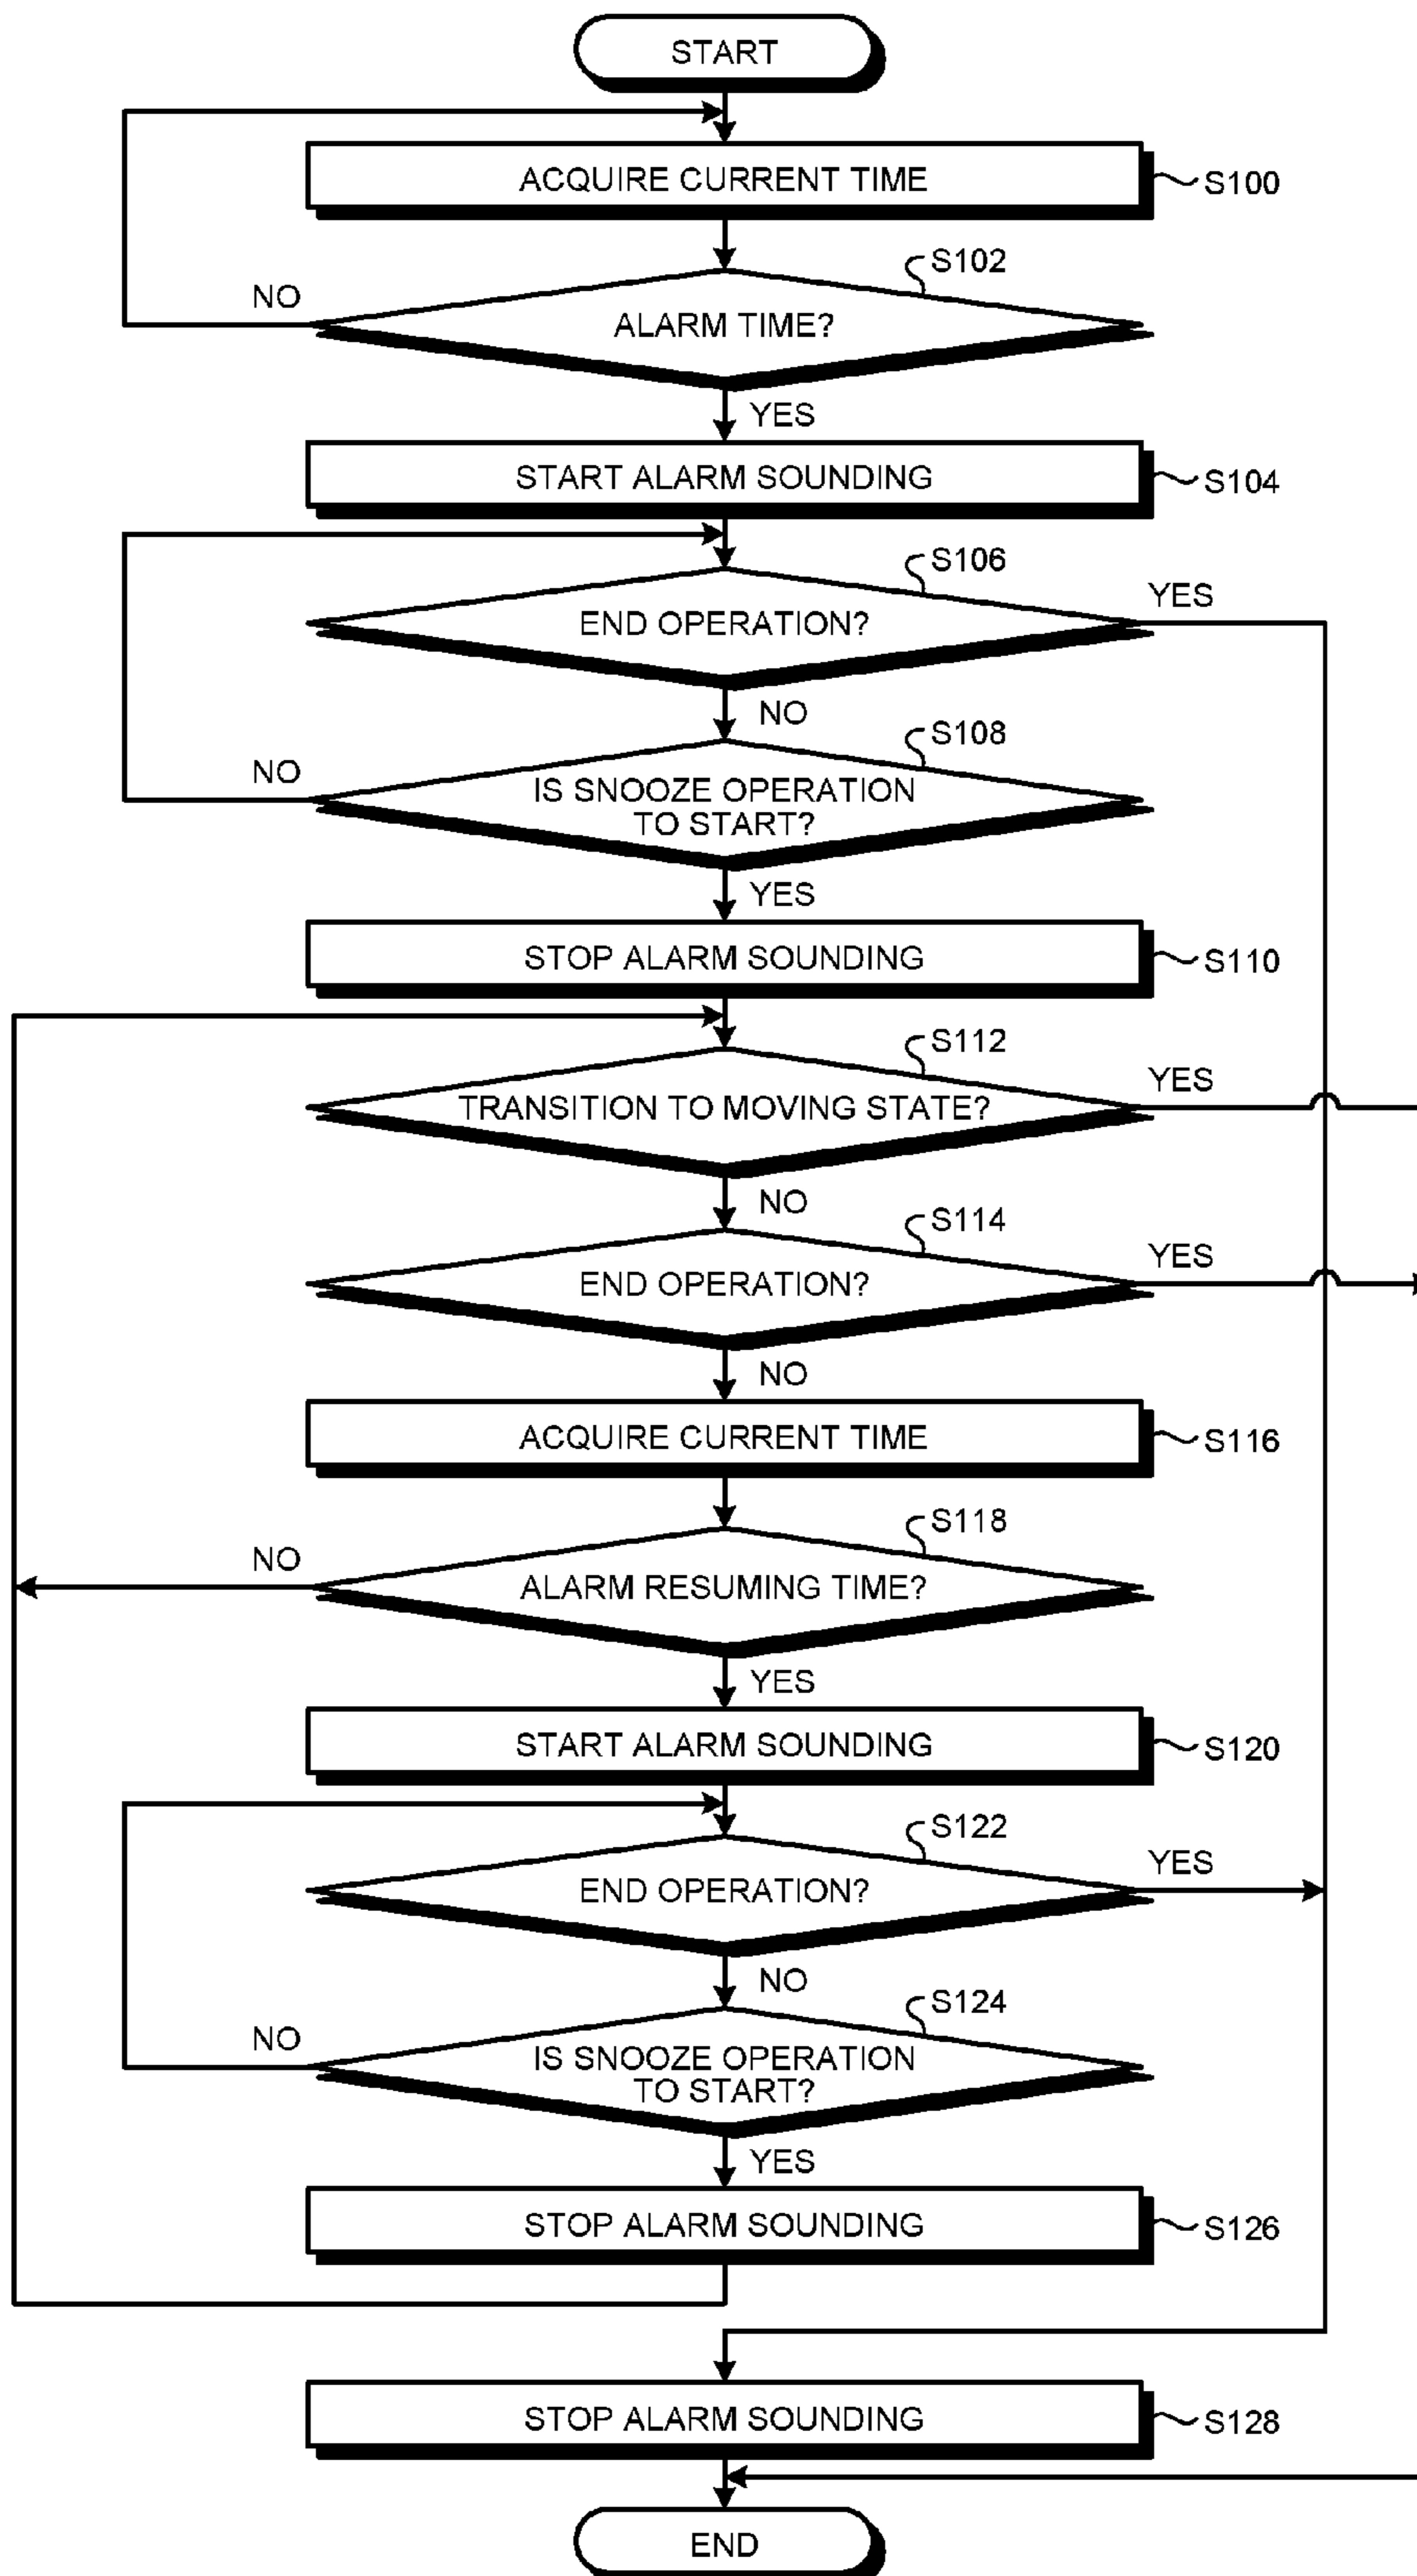 START
ACQUIRE CURRENT TIME
S100
S102
NO
ALARM TIME?
YES
START ALARM SOUNDING
S104
S106
YES
END OPERATION?
NO
S108
NO
IS SNOOZE OPERATION
TO START?
YES
STOP ALARM SOUNDING
S110
S112
YES
TRANSITION TO MOVING STATE?
NO
S114
YES
END OPERATION?
NO
ACQUIRE CURRENT TIME
S116
S118
NO
ALARM RESUMING TIME?
YES
START ALARM SOUNDING
S120
S122
YES
END OPERATION?
NO
S124
NO
IS SNOOZE OPERATION
TO START?
YES
STOP ALARM SOUNDING
S126
STOP ALARM SOUNDING
S128
END